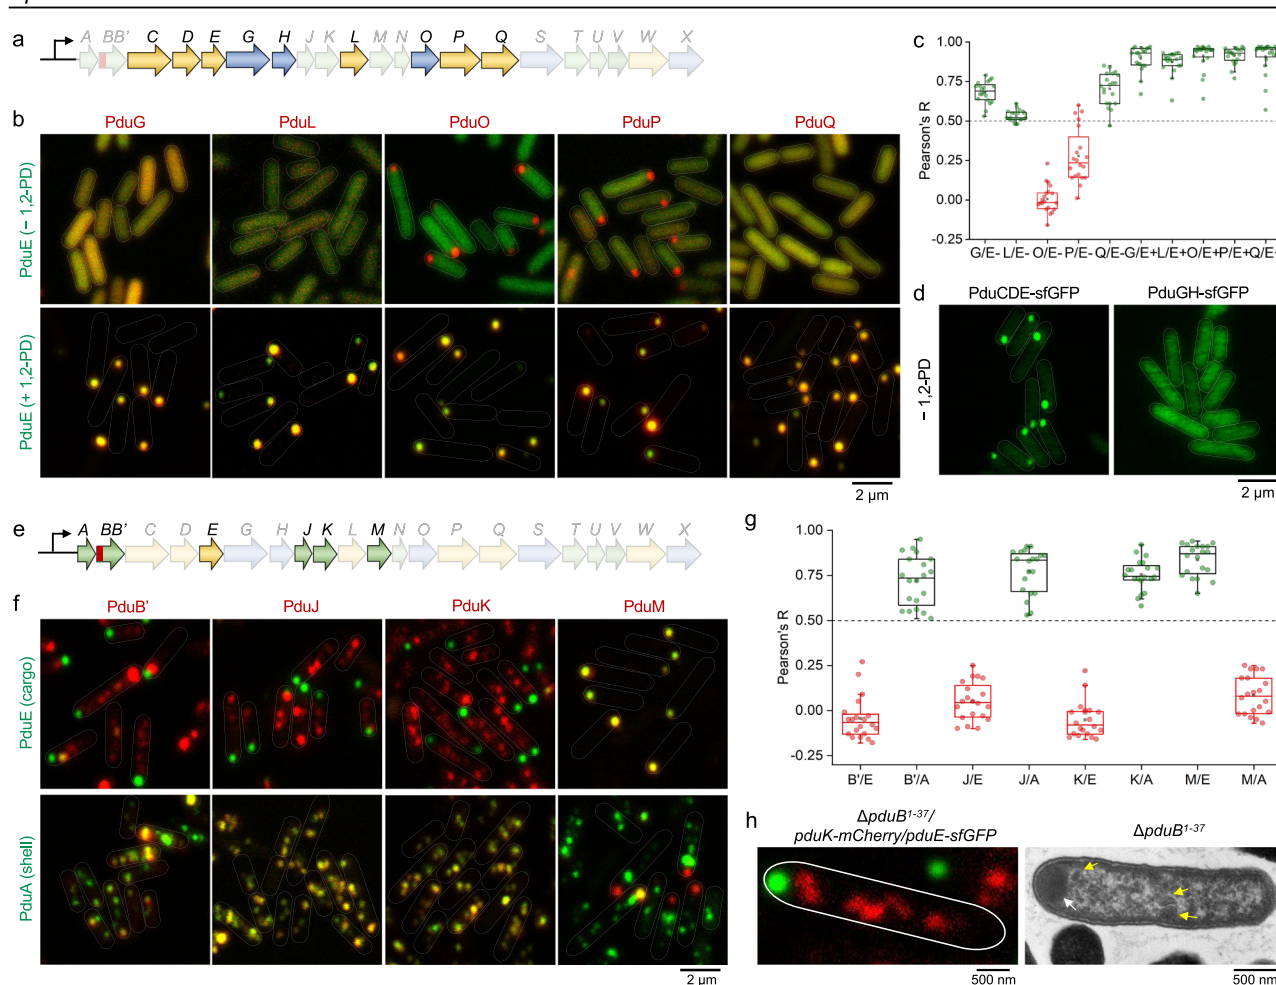 a
A BB' C D E G H J K L M N O P Q S T U V W X
b
PduG PduL PduO PduP PduQ
PduE (− 1,2-PD)
PduE (+ 1,2-PD)
2 µm
c
Pearson's R
1.00
0.75
0.50
0.25
0.00
-0.25
G/E- L/E- O/E- P/E- Q/E- G/E+ L/E+ O/E+ P/E+ Q/E+
d
PduCDE-sfGFP PduGH-sfGFP
− 1,2-PD
2 µm
e
A BB' C D E G H J K L M N O P Q S T U V W X
f
PduB' PduJ PduK PduM
PduE (cargo)
PduA (shell)
2 µm
g
Pearson's R
1.00
0.75
0.50
0.25
0.00
-0.25
B'/E B'/A J/E J/A K/E K/A M/E M/A
h
ΔpduB1-37/
pduK-mCherry/pduE-sfGFP
ΔpduB1-37
500 nm 500 nm